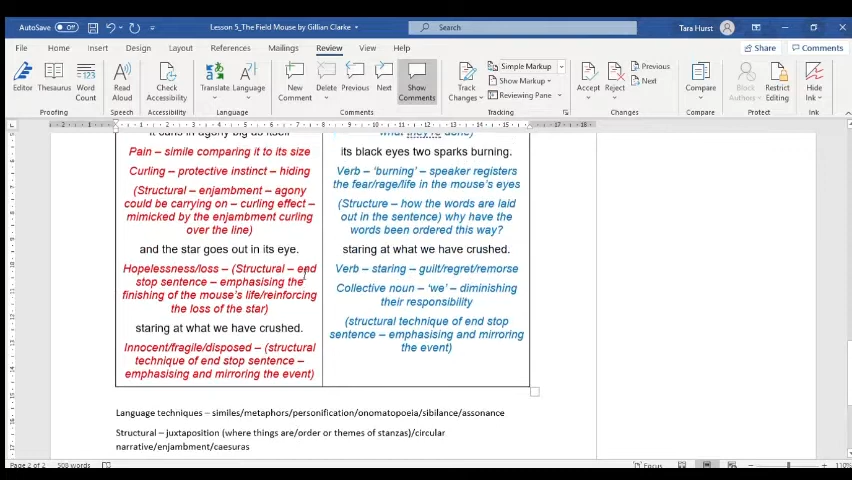 AutoSave Off Lesson 5_The Field Mouse by Gillian Clarke Search Tara Hurst
File Home Insert Design Layout References Mailings Review View Help Share Comments
Editor Thesaurus Word Count Read Aloud Check Accessibility Translate Language New Comment Delete Previous Next Show Comments Track Changes Simple Markup Show Markup Reviewing Pane Accept Reject Previous Next Compare Block Authors Restrict Editing Hide Ink
Proofing Speech Accessibility Language Comments Tracking Changes Compare Protect Ink
it curls in agony big as itself
Pain – simile comparing it to its size
Curling – protective instinct – hiding
(Structural – enjambment – agony
could be carrying on – curling effect –
mimicked by the enjambment curling
over the line)
and the star goes out in its eye.
Hopelessness/loss – (Structural – end
stop sentence – emphasising the
finishing of the mouse's life/reinforcing
the loss of the star)
staring at what we have crushed.
Innocent/fragile/disposed – (structural
technique of end stop sentence –
emphasising and mirroring the event)
what they're done)
its black eyes two sparks burning.
Verb – 'burning' – speaker registers
the fear/rage/life in the mouse's eyes
(Structure – how the words are laid
out in the sentence) why have the
words been ordered this way?
staring at what we have crushed.
Verb – staring – guilt/regret/remorse
Collective noun – 'we' – diminishing
their responsibility
(structural technique of end stop
sentence – emphasising and mirroring
the event)
Language techniques – similes/metaphors/personification/onomatopoeia/sibilance/assonance
Structural – juxtaposition (where things are/order or themes of stanzas)/circular
narrative/enjambment/caesuras
Page 2 of 2 508 words Focus 110%